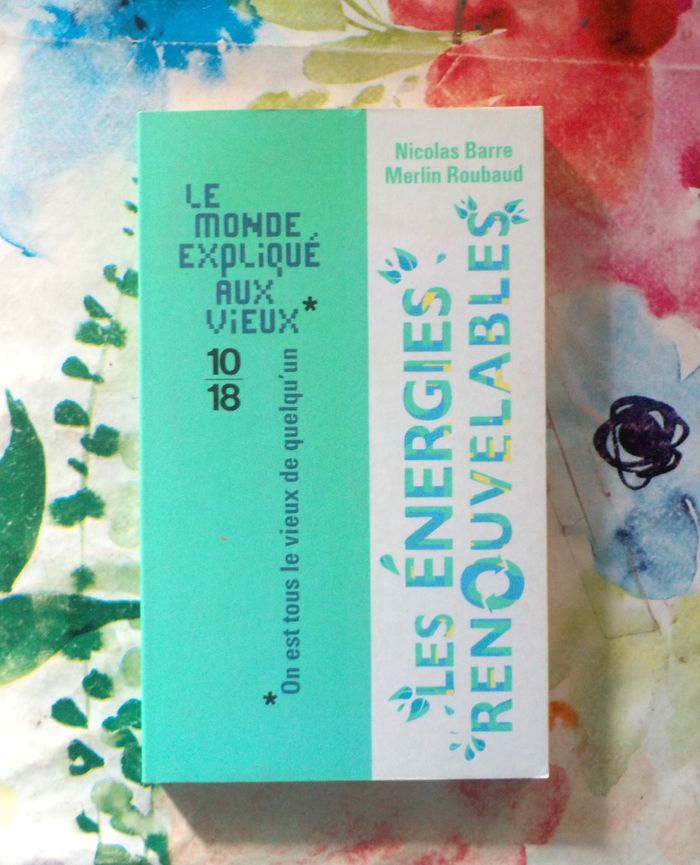 LE
MONDE
EXPLIQUÉ
AUX
ViEUX*
10
18
* On est tous le vieux de quelqu'un
Nicolas Barre
Merlin Roubaud
LES ÉNERGIES
RENOUVELABLES